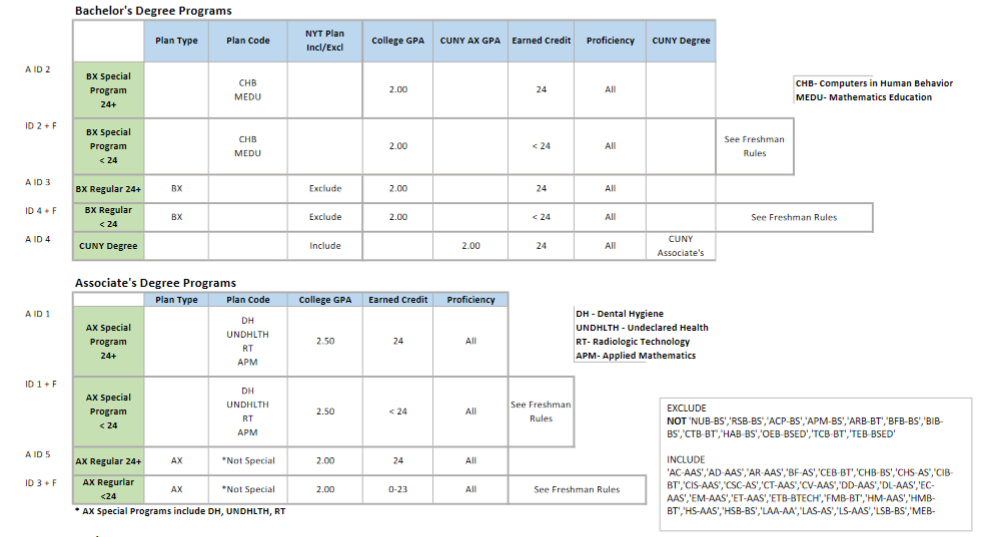 Bachelor's Degree Programs
Plan Type Plan Code NYT Plan Incl/Excl College GPA CUNY AX GPA Earned Credit Proficiency CUNY Degree
A ID 2 BX Special Program 24+ CHB MEDU 2.00 24 All
CHB- Computers in Human Behavior
MEDU- Mathematics Education
ID 2 + F BX Special Program < 24 CHB MEDU 2.00 < 24 All See Freshman Rules
A ID 3 BX Regular 24+ BX Exclude 2.00 24 All
ID 4 + F BX Regular < 24 BX Exclude 2.00 < 24 All See Freshman Rules
A ID 4 CUNY Degree Include 2.00 24 All CUNY Associate's
Associate's Degree Programs
Plan Type Plan Code College GPA Earned Credit Proficiency
A ID 1 AX Special Program 24+ DH UNDHLTH RT APM 2.50 24 All
DH - Dental Hygiene
UNDHLTH - Undeclared Health
RT- Radiologic Technology
APM- Applied Mathematics
ID 1 + F AX Special Program < 24 DH UNDHLTH RT APM 2.50 < 24 All See Freshman Rules
A ID 5 AX Regular 24+ AX *Not Special 2.00 24 All
ID 3 + F AX Regurlar <24 AX *Not Special 2.00 0-23 All See Freshman Rules
* AX Special Programs include DH, UNDHLTH, RT
EXCLUDE
NOT 'NUB-BS','RSB-BS','ACP-BS','APM-BS','ARB-BT','BFB-BS','BIB-
BS','CTB-BT','HAB-BS','OEB-BSED','TCB-BT','TEB-BSED'
INCLUDE
'AC-AAS','AD-AAS','AR-AAS','BF-AS','CEB-BT','CHB-BS','CHS-AS','CIB-
BT','CIS-AAS','CSC-AS','CT-AAS','CV-AAS','DD-AAS','DL-AAS','EC-
AAS','EM-AAS','ET-AAS','ETB-BTECH','FMB-BT','HM-AAS','HMB-
BT','HS-AAS','HSB-BS','LAA-AA','LAS-AS','LS-AAS','LSB-BS','MEB-